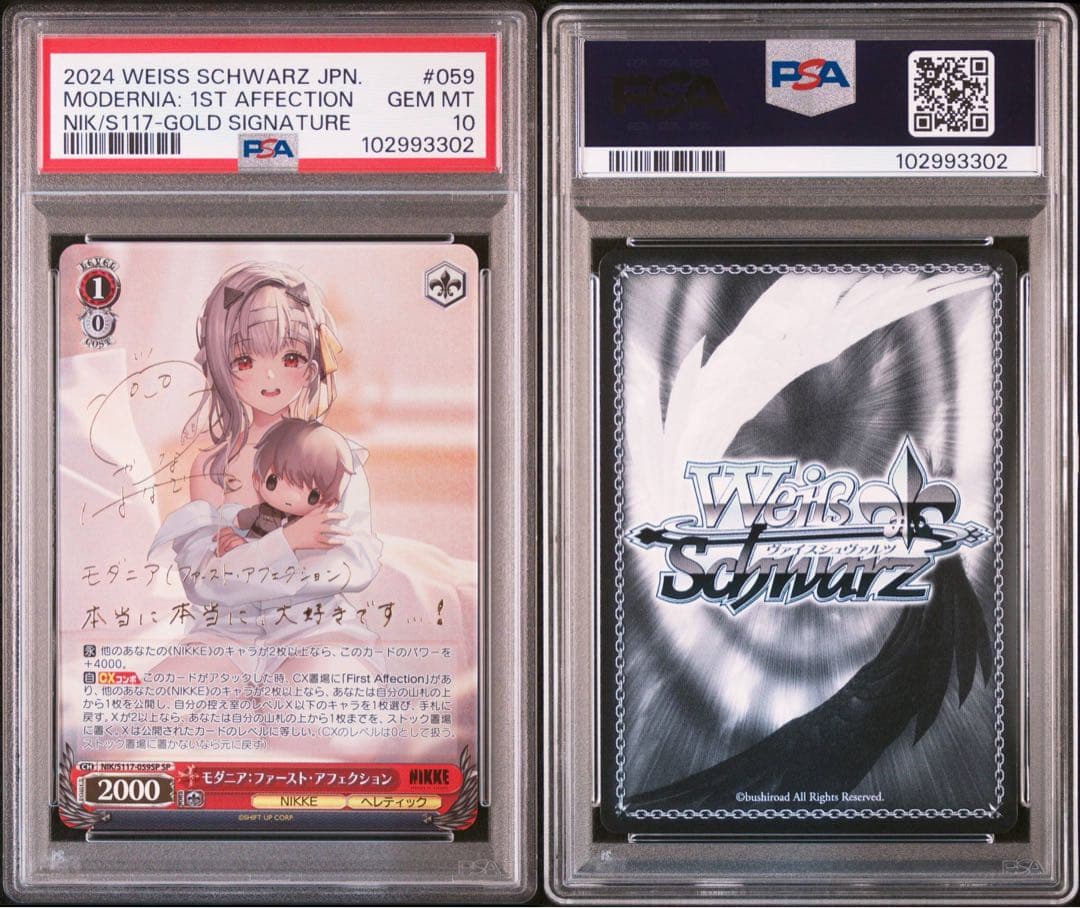 2024 WEISS SCHWARZ JPN. #059
MODERNIA: 1ST AFFECTION GEM MT
NIK/S117-GOLD SIGNATURE 10
PSA 102993302
LEVEL
1
0
COST
モダニア(ファースト・アフェクション)
本当に本当に、大好きです…!
永 他のあなたの《NIKKE》のキャラが2枚以上なら、このカードのパワーを
+4000。
自 CXコンボ このカードがアタックした時、CX置場に「First Affection」があ
り、他のあなたの《NIKKE》のキャラが2枚以上なら、あなたは自分の山札の上
から1枚を公開し、自分の控え室のレベルX以下のキャラを1枚選び、手札に
戻す。Xが2以上なら、あなたは自分の山札の上から1枚までを、ストック置場
に置く。Xは公開されたカードのレベルに等しい。(CXのレベルは0として扱う。
ストック置場に置かないなら元に戻す)
CH NIK/S117-059SP SP
2000
モダニア:ファースト・アフェクション NIKKE
NIKKE ヘレティック
©SHIFT UP CORP.
PSA
PSA
PSA
102993302
Weiß
ヴァイスシュヴァルツ
Schwarz
©bushiroad All Rights Reserved.
PSA